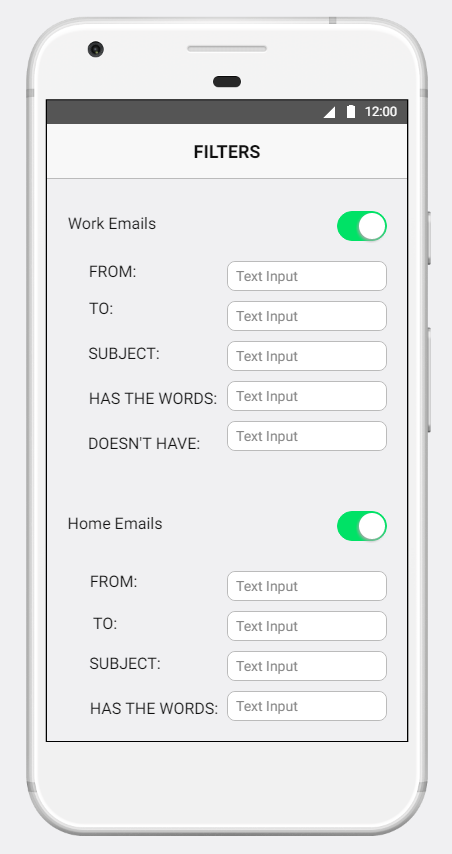 12:00
FILTERS
Work Emails
FROM: Text Input
TO: Text Input
SUBJECT: Text Input
HAS THE WORDS: Text Input
DOESN'T HAVE: Text Input
Home Emails
FROM: Text Input
TO: Text Input
SUBJECT: Text Input
HAS THE WORDS: Text Input